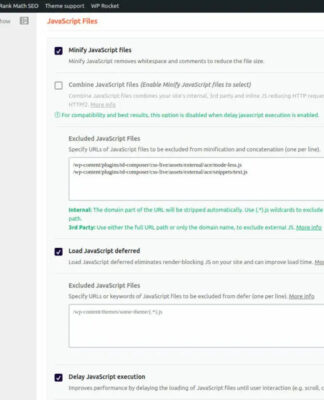 Rank Math SEO Theme support WP Rocket
how
JavaScript Files
Minify JavaScript files
Minify JavaScript removes whitespace and comments to reduce the file size.
Combine JavaScript files (Enable Minify JavaScript files to select)
Combine JavaScript files combines your site's internal, 3rd party and inline JS reducing HTTP reque
HTTP2. More info
For compatibility and best results, this option is disabled when delay javascript execution is enabled.
Excluded JavaScript Files
Specify URLs of JavaScript files to be excluded from minification and concatenation (one per line).
/wp-content/plugins/sd-composer/css-live/assets/external/ace/mode-less.js
/wp-content/plugins/sd-composer/css-live/assets/external/ace/snippets/text.js
Internal: The domain part of the URL will be stripped automatically. Use (.*).js wildcards to exclude
path.
3rd Party: Use either the full URL path or only the domain name, to exclude external JS. More info
Load JavaScript deferred
Load JavaScript deferred eliminates render-blocking JS on your site and can improve load time. Mo
Excluded JavaScript Files
Specify URLs or keywords of JavaScript files to be excluded from defer (one per line). More info
/wp-content/themes/some-theme/(.*).js
Delay JavaScript execution
Improves performance by delaying the loading of JavaScript files until user interaction (e.g. scroll, c